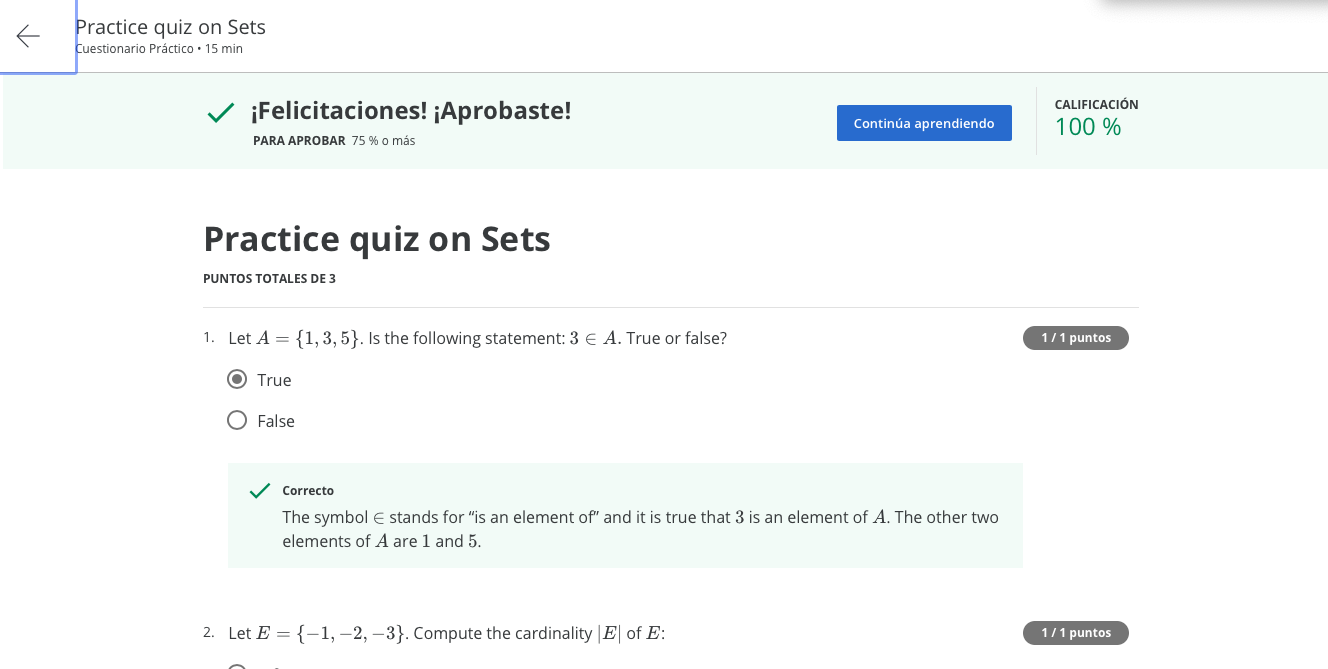 Practice quiz on Sets
Cuestionario Práctico • 15 min
¡Felicitaciones! ¡Aprobaste!
PARA APROBAR 75 % o más
Continúa aprendiendo
CALIFICACIÓN
100 %
Practice quiz on Sets
PUNTOS TOTALES DE 3
1. Let A = {1, 3, 5}. Is the following statement: 3 ∈ A. True or false?
1 / 1 puntos
True
False
Correcto
The symbol ∈ stands for “is an element of” and it is true that 3 is an element of A. The other two
elements of A are 1 and 5.
2. Let E = {−1, −2, −3}. Compute the cardinality |E| of E:
1 / 1 puntos